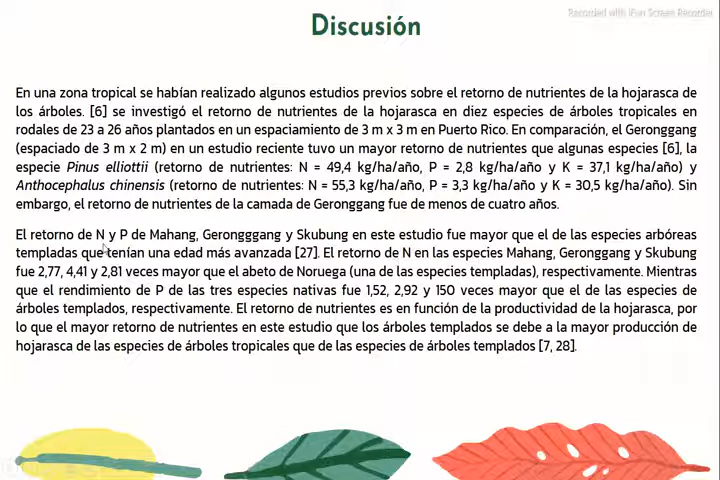 Discusión
Recorded with iFun Screen Recorder
En una zona tropical se habían realizado algunos estudios previos sobre el retorno de nutrientes de la hojarasca de
los árboles. [6] se investigó el retorno de nutrientes de la hojarasca en diez especies de árboles tropicales en
rodales de 23 a 26 años plantados en un espaciamiento de 3 m x 3 m en Puerto Rico. En comparación, el Geronggang
(espaciado de 3 m x 2 m) en un estudio reciente tuvo un mayor retorno de nutrientes que algunas especies [6], la
especie Pinus elliottii (retorno de nutrientes: N = 49,4 kg/ha/año, P = 2,8 kg/ha/año y K = 37,1 kg/ha/año) y
Anthocephalus chinensis (retorno de nutrientes: N = 55,3 kg/ha/año, P = 3,3 kg/ha/año y K = 30,5 kg/ha/año). Sin
embargo, el retorno de nutrientes de la camada de Geronggang fue de menos de cuatro años.
El retorno de N y P de Mahang, Gerongggang y Skubung en este estudio fue mayor que el de las especies arbóreas
templadas que tenían una edad más avanzada [27]. El retorno de N en las especies Mahang, Geronggang y Skubung
fue 2,77, 4,41 y 2,81 veces mayor que el abeto de Noruega (una de las especies templadas), respectivamente. Mientras
que el rendimiento de P de las tres especies nativas fue 1,52, 2,92 y 150 veces mayor que el de las especies de
árboles templados, respectivamente. El retorno de nutrientes es en función de la productividad de la hojarasca, por
lo que el mayor retorno de nutrientes en este estudio que los árboles templados se debe a la mayor producción de
hojarasca de las especies de árboles tropicales que de las especies de árboles templados [7, 28].